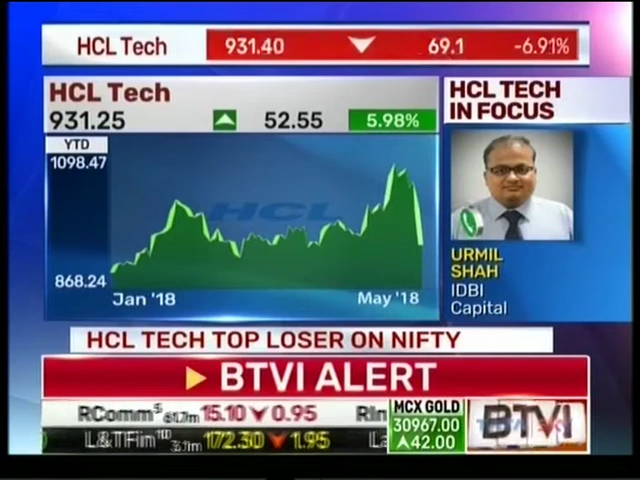 HCL Tech 931.40 69.1 -6.91%
HCL Tech
931.25 52.55 5.98%
YTD
1098.47
HCL
868.24
Jan '18 May '18
HCL TECH
IN FOCUS
URMIL
SHAH
IDBI
Capital
HCL TECH TOP LOSER ON NIFTY
BTVI ALERT
RComm 15.10 0.95
L&TFin 172.30 1.95
MCX GOLD
30967.00
42.00
BTVI